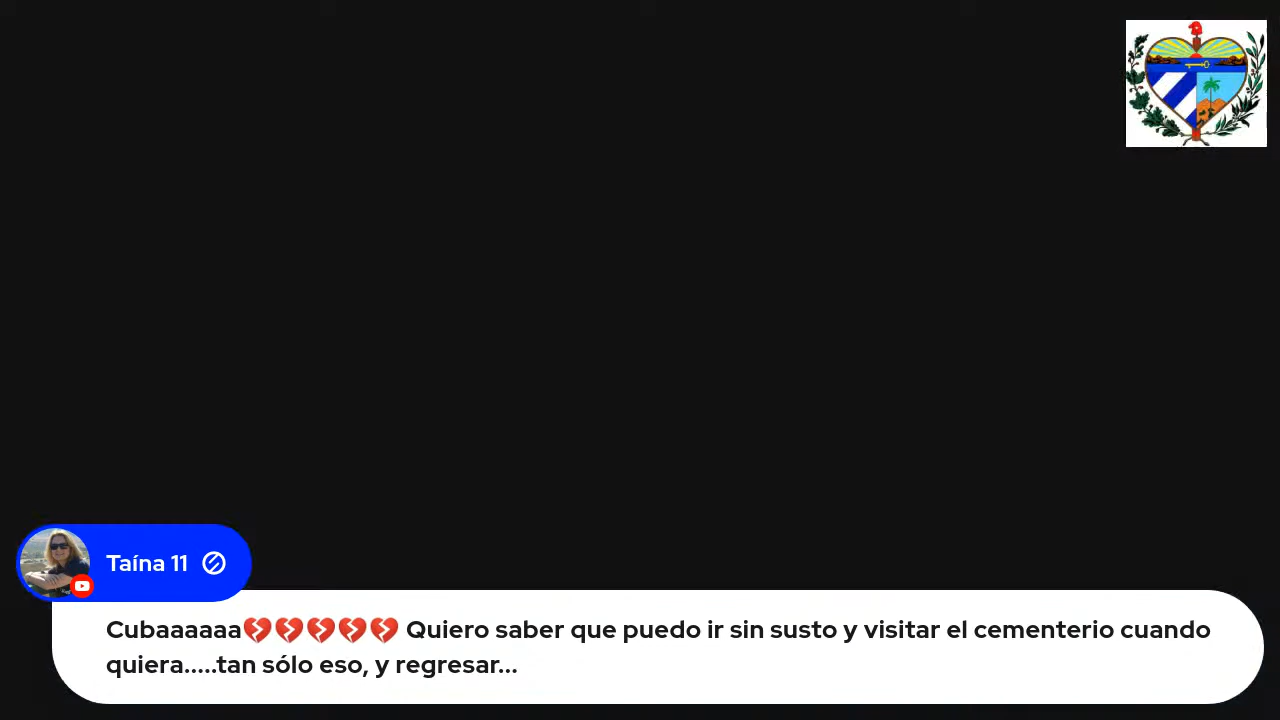 Taína 11
Cubaaaaaa💔💔💔💔💔 Quiero saber que puedo ir sin susto y visitar el cementerio cuando
quiera.....tan sólo eso, y regresar...